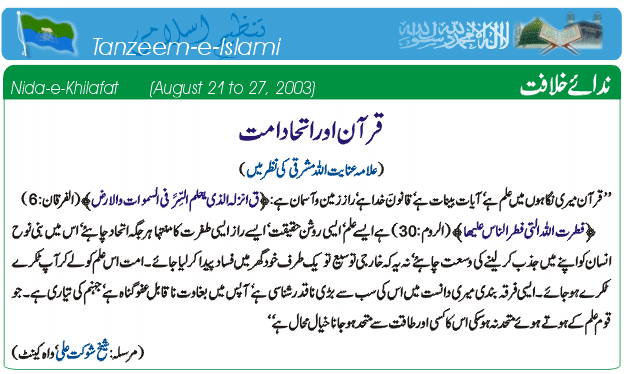 تنظیم اسلامی
Tanzeem-e-Islami
لا الہ الا اللہ محمد رسول اللہ
Nida-e-Khilafat (August 21 to 27, 2003) ندائے خلافت
قرآن اور اتحاد امت
(علامہ عنایت اللہ مشرقی کی نظر میں)
’’قرآن میری نگاہوں میں علم ہے‘ آیات بینات ہے‘ قانون خدا ہے‘ راز زمین و آسمان ہے: ﴿ق انزلہ الذی یعلم السِّرَّ فی السموات والارض﴾ (الفرقان:6)
﴿فطرت اللہ التی فطر الناس علیھا﴾ (الروم:30) ہے ایسے علم‘ ایسی روشن حقیقت‘ ایسے راز ایسی فطرت کا منتہا ہر جگہ اتحاد چاہئے‘ اس میں بنی نوح
انسان کو اپنے میں جذب کر لینے کی وسعت چاہئے‘ نہ یہ کہ خارجی توسیع تو یک طرف خود گھر میں فساد پیدا کر لیا جائے۔ امت اس علم کو لے کر آپ ٹکڑے
ٹکڑے ہو جائے۔ ایسی فرقہ بندی میری دانست میں اس کی سب سے بڑی ناقدر شناسی ہے‘ آپس میں بغاوت ناقابل عفو گناہ ہے‘ جہنم کی تیاری ہے۔ جو
قوم علم کے ہوتے ہوئے متحد نہ ہو سکی اس کا کسی اور طاقت سے متحد ہو جانا خیال محال ہے‘‘
(مرسلہ: شیخ شوکت علی‘ واہ کینٹ)